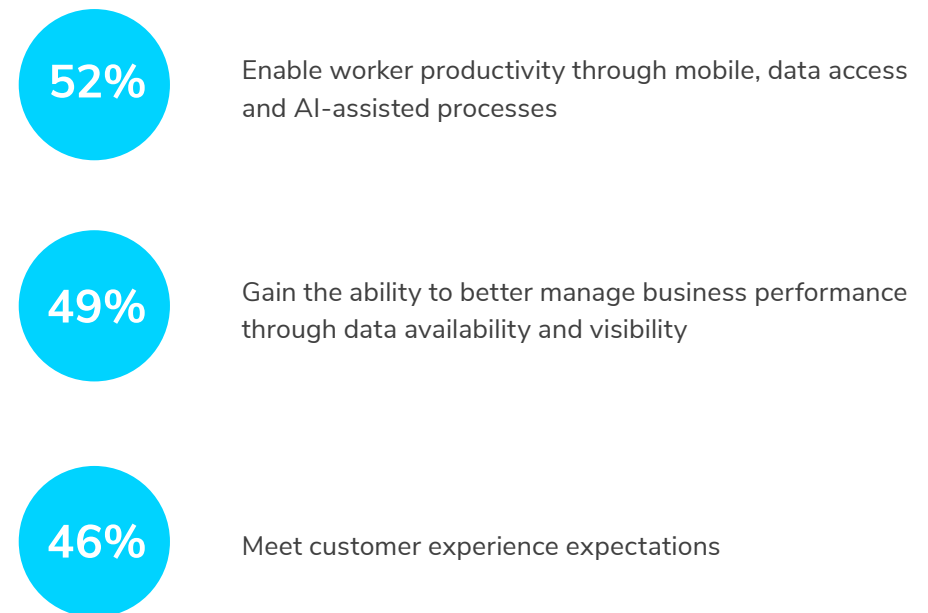 52%
Enable worker productivity through mobile, data access
and AI-assisted processes
49%
Gain the ability to better manage business performance
through data availability and visibility
46%
Meet customer experience expectations